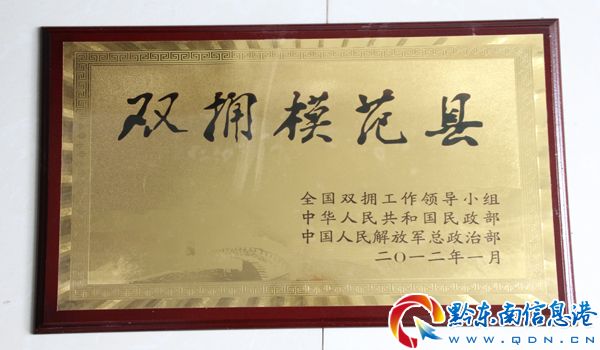 双拥模范县
全国双拥工作领导小组
中华人民共和国民政部
中国人民解放军总政治部
二〇一二年一月
黔东南信息港
www.QDN.cn